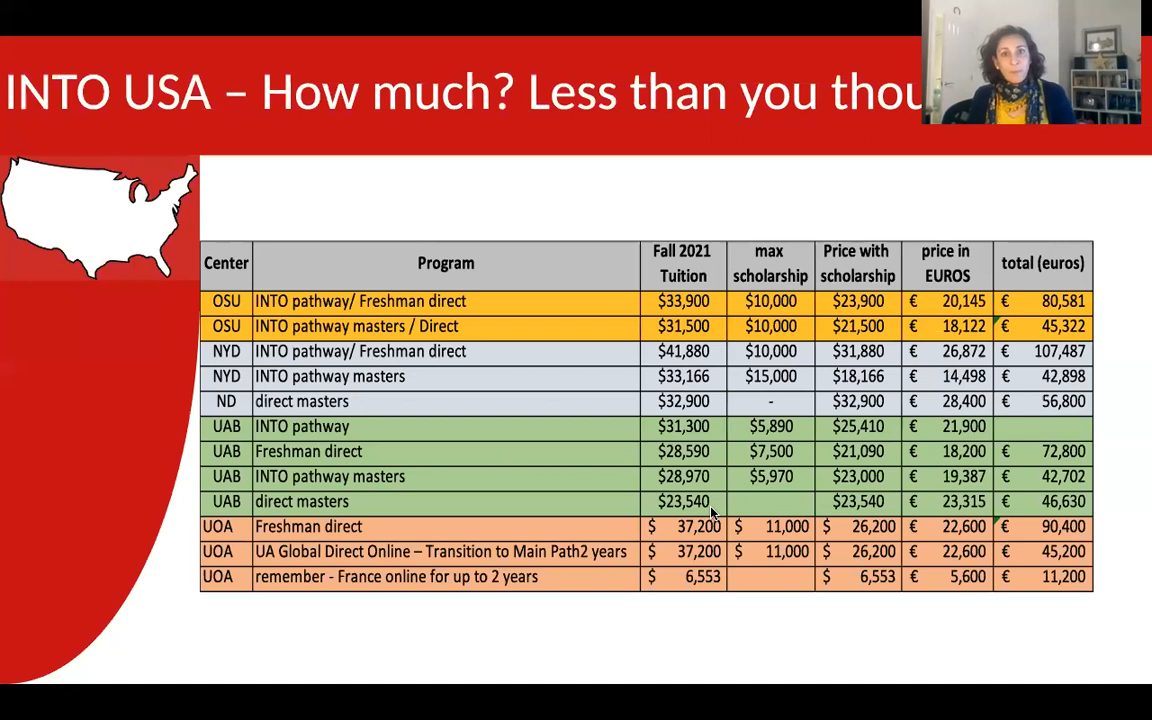 INTO USA – How much? Less than you thou
Center Program Fall 2021 Tuition max scholarship Price with scholarship price in EUROS total (euros)
OSU INTO pathway/ Freshman direct $33,900 $10,000 $23,900 € 20,145 € 80,581
OSU INTO pathway masters / Direct $31,500 $10,000 $21,500 € 18,122 € 45,322
NYD INTO pathway/ Freshman direct $41,880 $10,000 $31,880 € 26,872 € 107,487
NYD INTO pathway masters $33,166 $15,000 $18,166 € 14,498 € 42,898
ND direct masters $32,900 - $32,900 € 28,400 € 56,800
UAB INTO pathway $31,300 $5,890 $25,410 € 21,900
UAB Freshman direct $28,590 $7,500 $21,090 € 18,200 € 72,800
UAB INTO pathway masters $28,970 $5,970 $23,000 € 19,387 € 42,702
UAB direct masters $23,540 $23,540 € 23,315 € 46,630
UOA Freshman direct $ 37,200 $ 11,000 $ 26,200 € 22,600 € 90,400
UOA UA Global Direct Online – Transition to Main Path2 years $ 37,200 $ 11,000 $ 26,200 € 22,600 € 45,200
UOA remember - France online for up to 2 years $ 6,553 $ 6,553 € 5,600 € 11,200